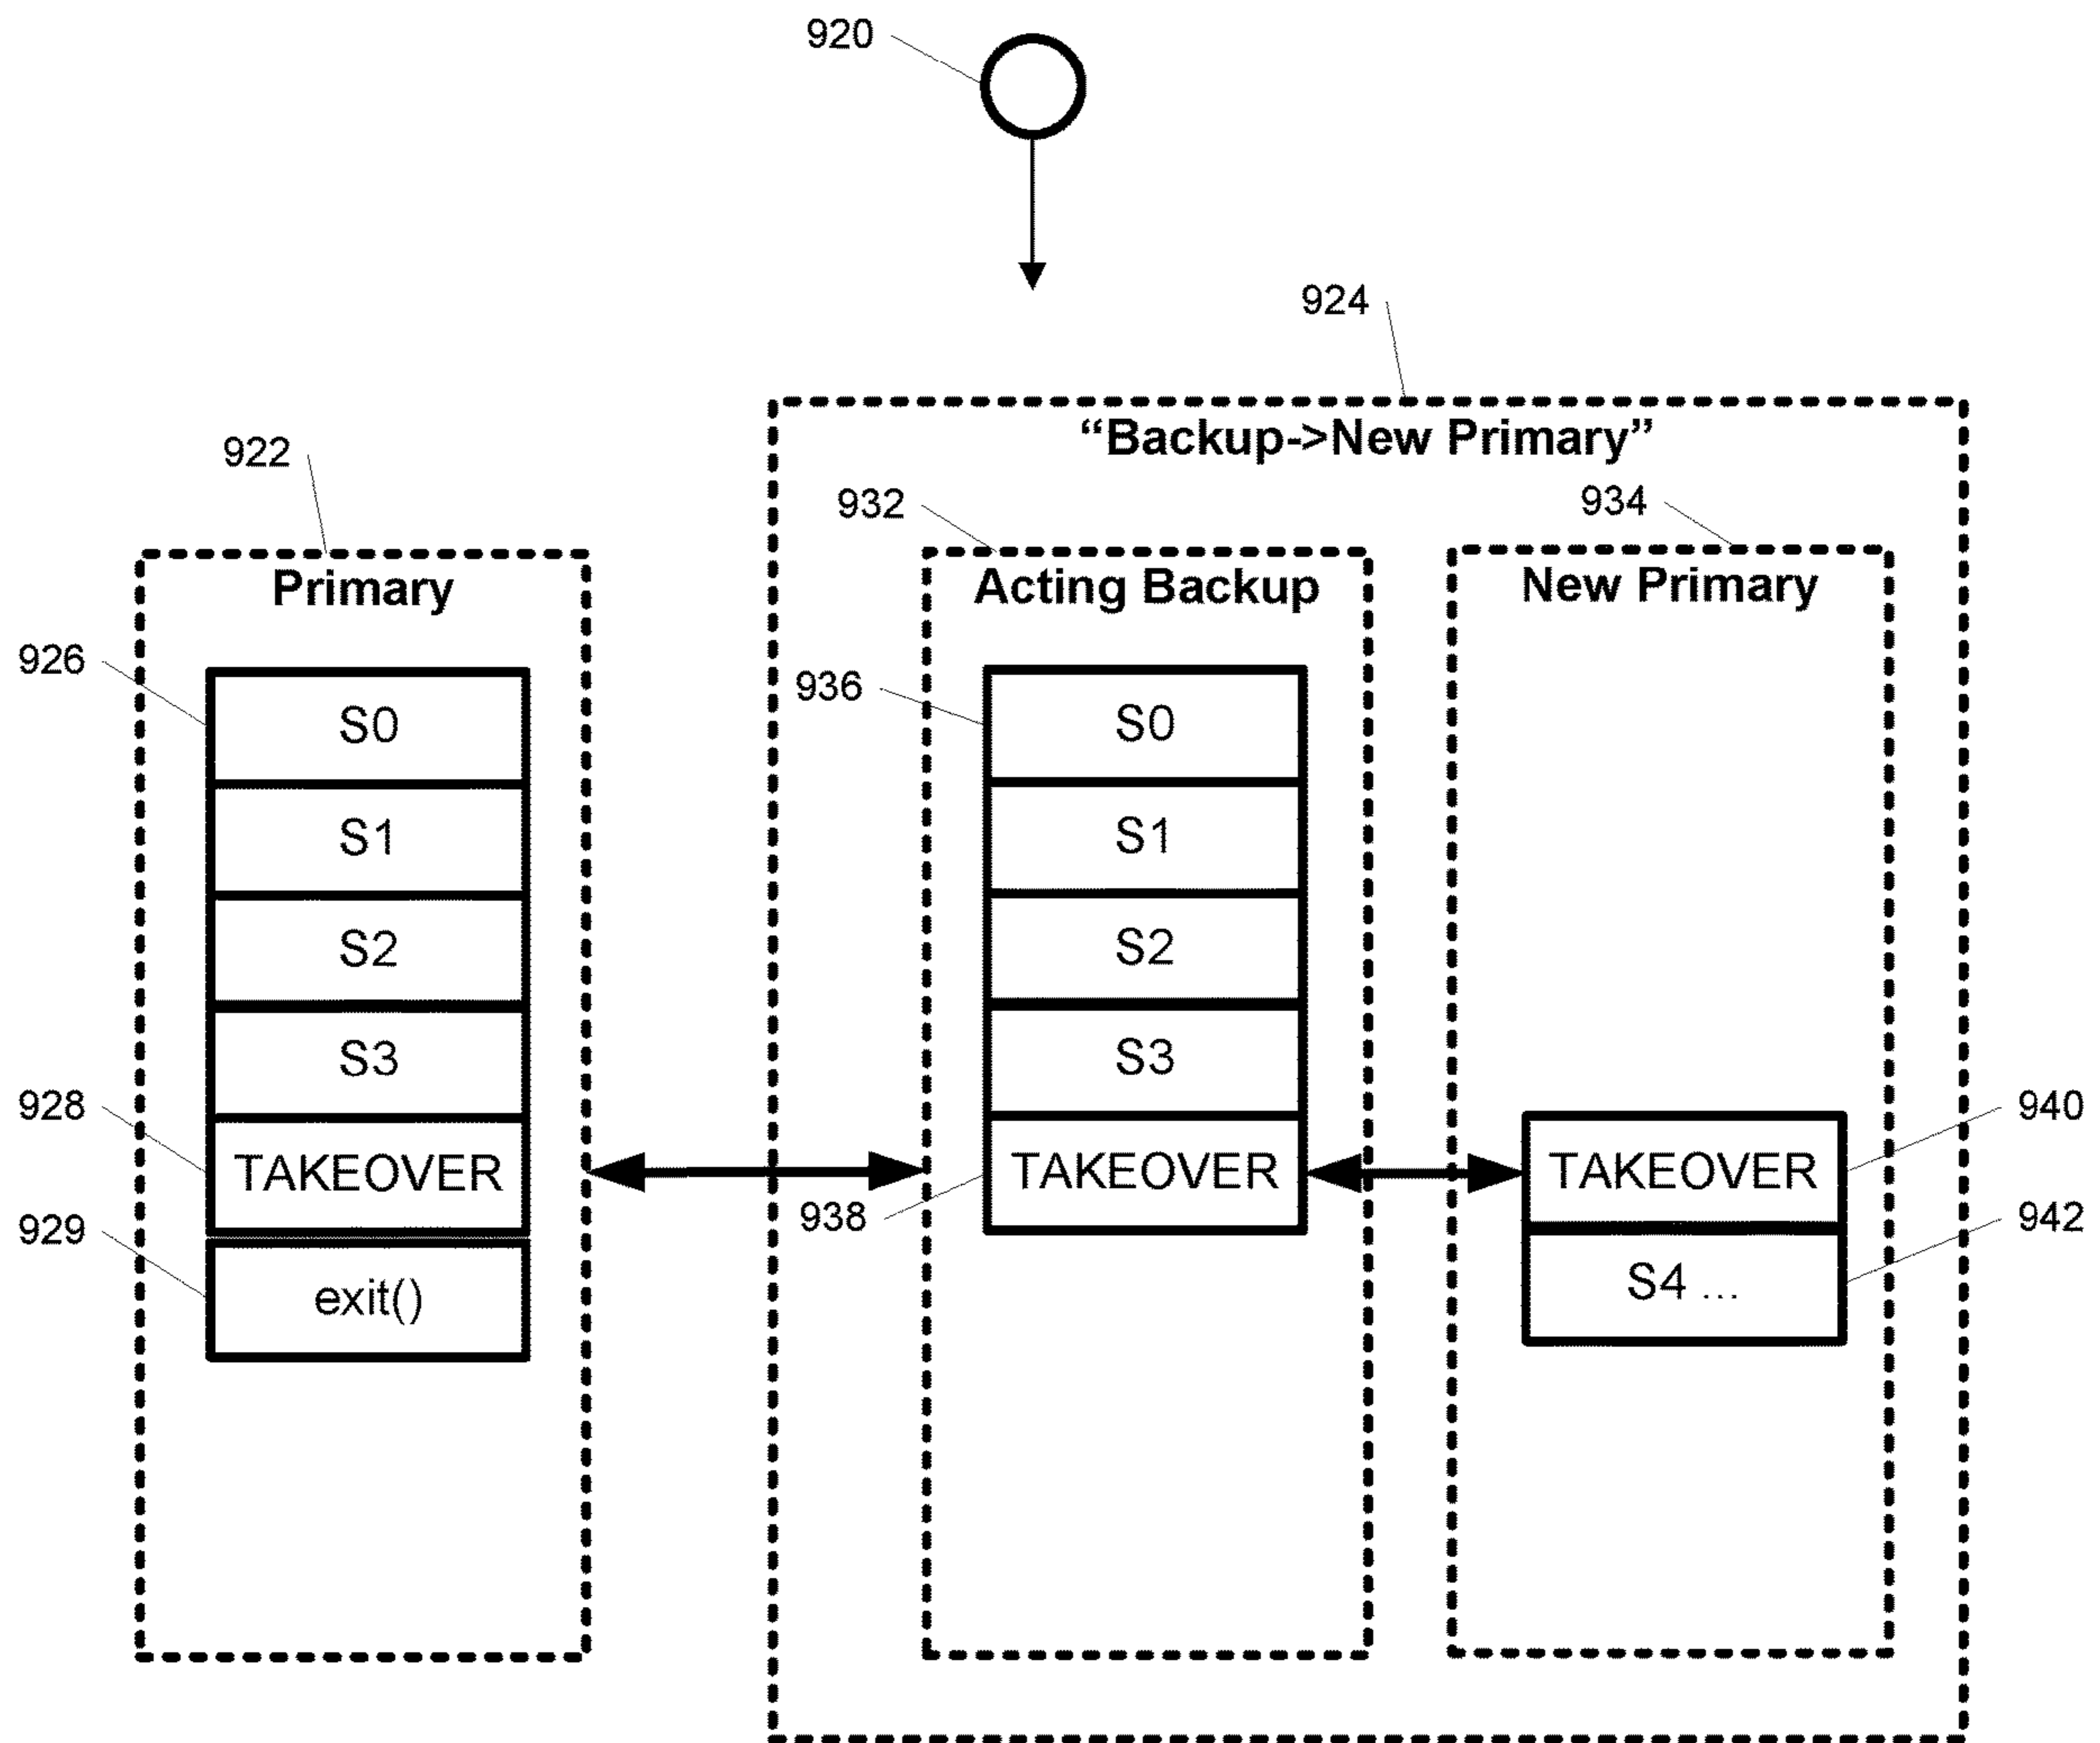 920
924
“Backup->New Primary”
922
932
934
Primary
Acting Backup
New Primary
926
S0
S1
S2
S3
928
TAKEOVER
929
exit()
936
S0
S1
S2
S3
938
TAKEOVER
940
TAKEOVER
942
S4 ...